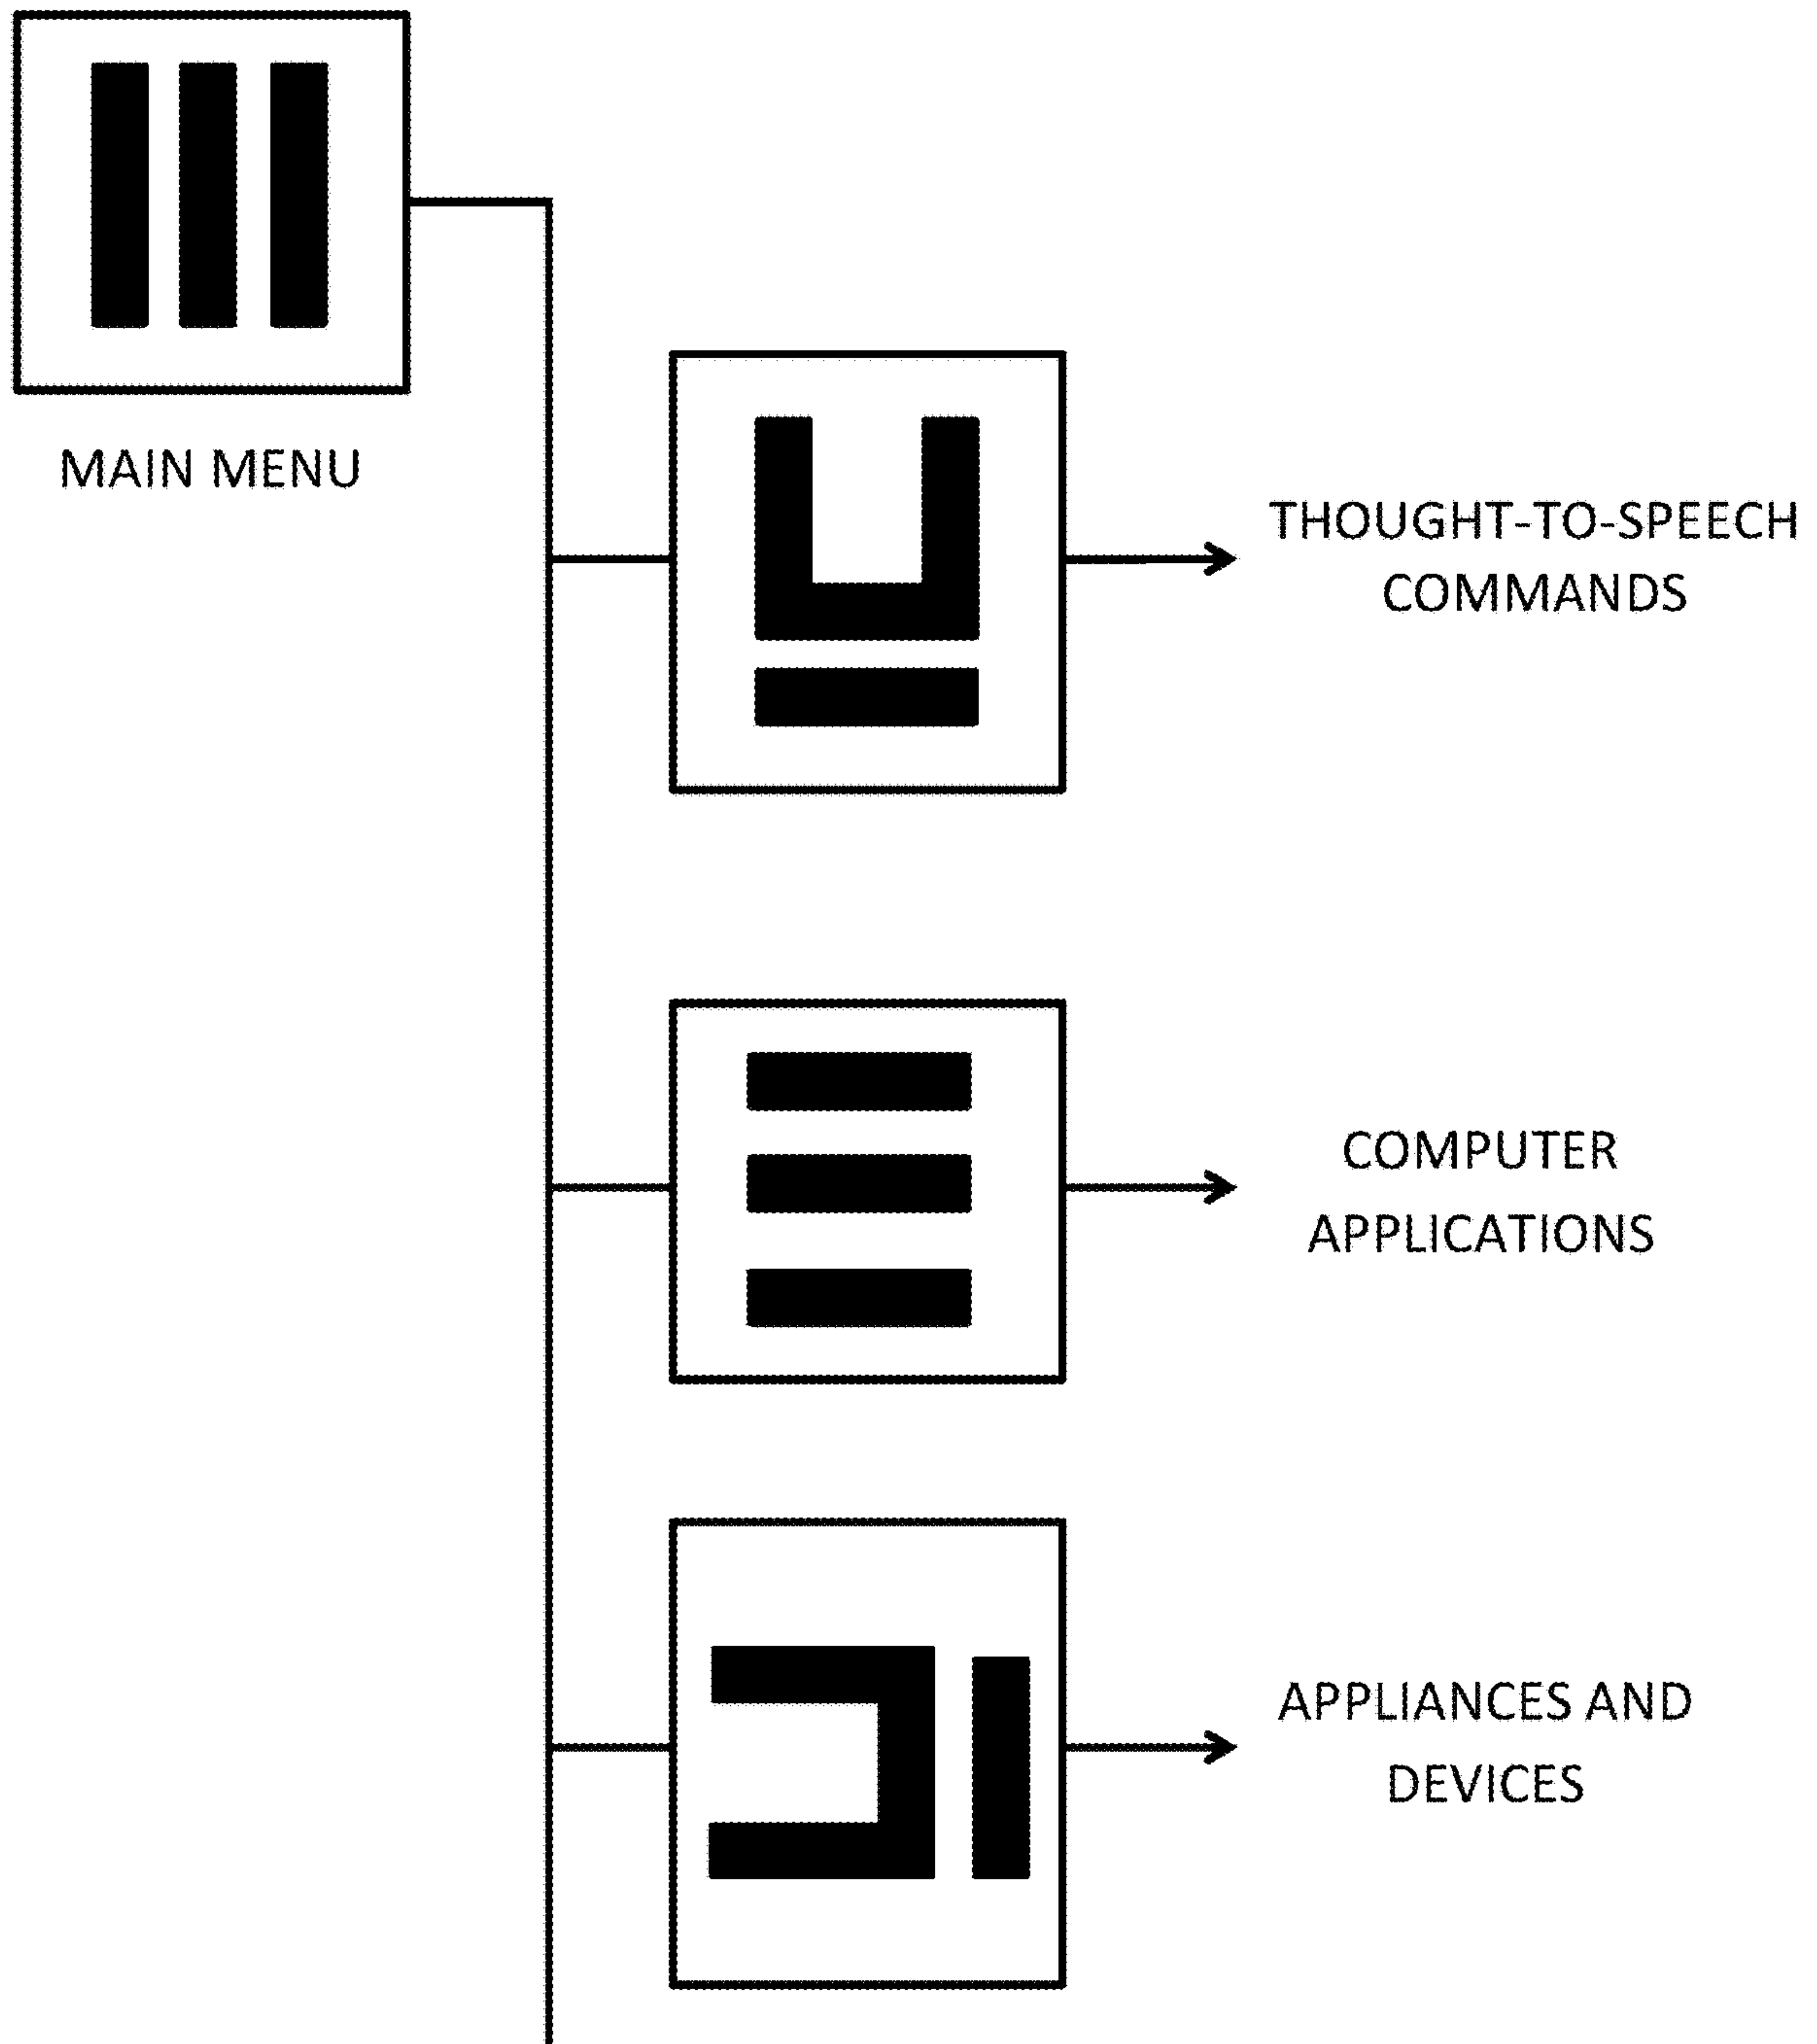 MAIN MENU
THOUGHT-TO-SPEECH
COMMANDS
COMPUTER
APPLICATIONS
APPLIANCES AND
DEVICES